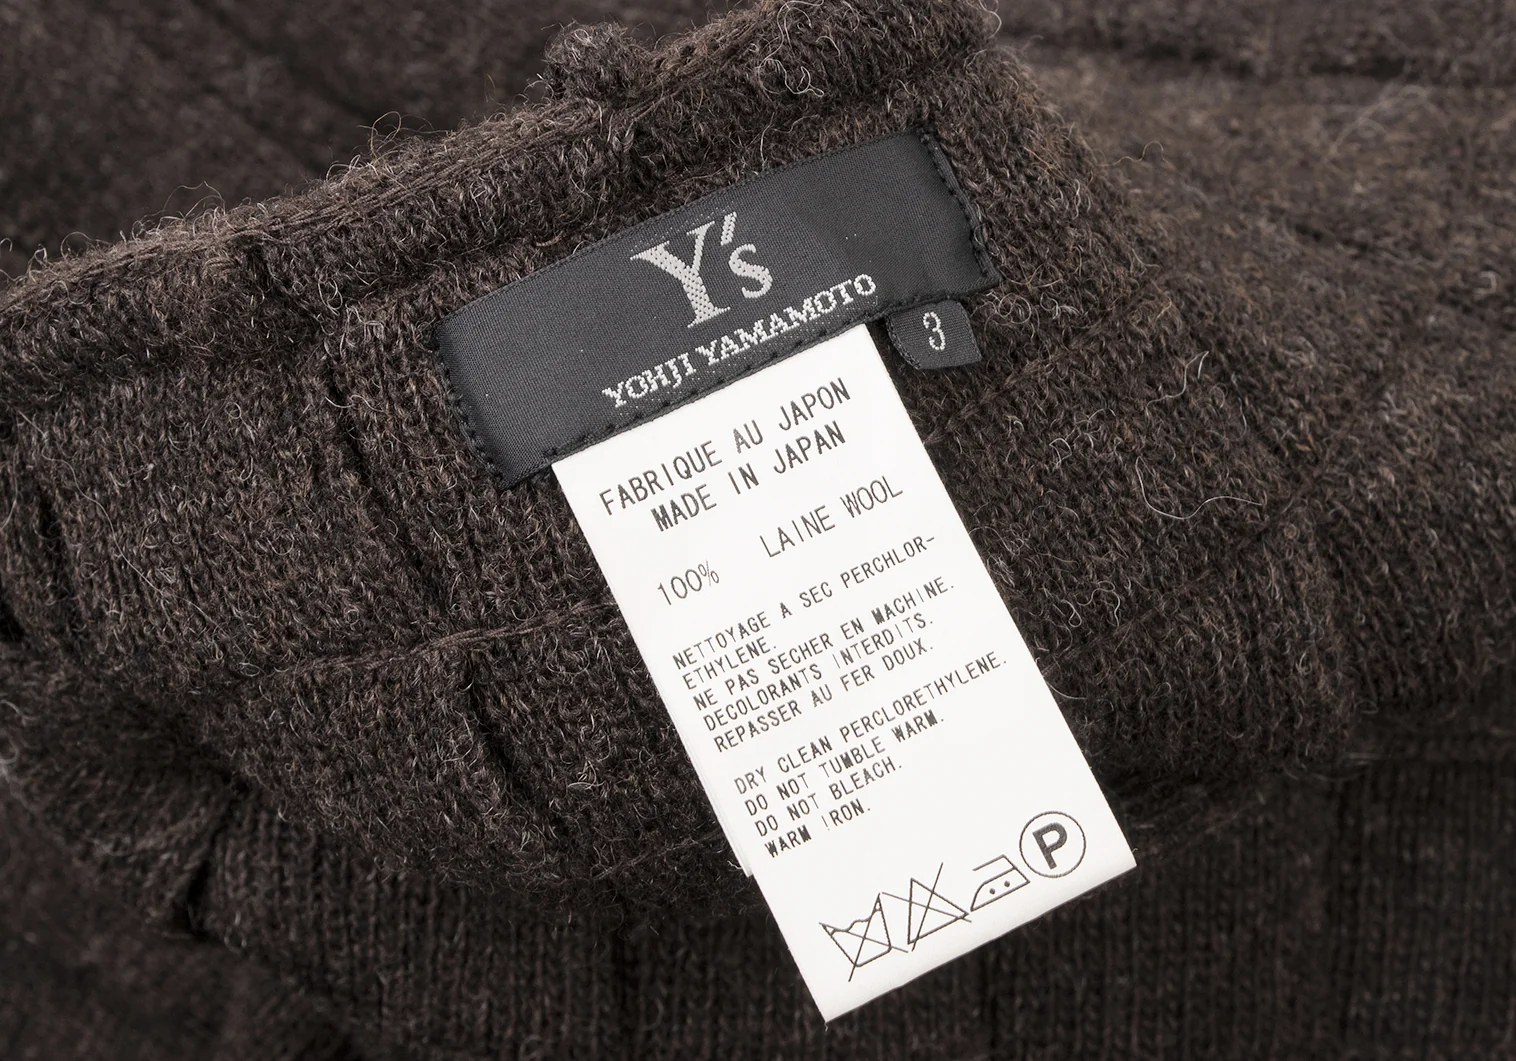 Y's
YOHJI YAMAMOTO
3
FABRIQUE AU JAPON
MADE IN JAPAN
100% LAINE WOOL
NETTOYAGE A SEC PERCHLOR-
ETHYLENE.
NE PAS SECHER EN MACHINE.
DECOLORANTS INTERDITS.
REPASSER AU FER DOUX.
DRY CLEAN PERCLORETHYLENE.
DO NOT TUMBLE WARM.
DO NOT BLEACH.
WARM IRON.
P